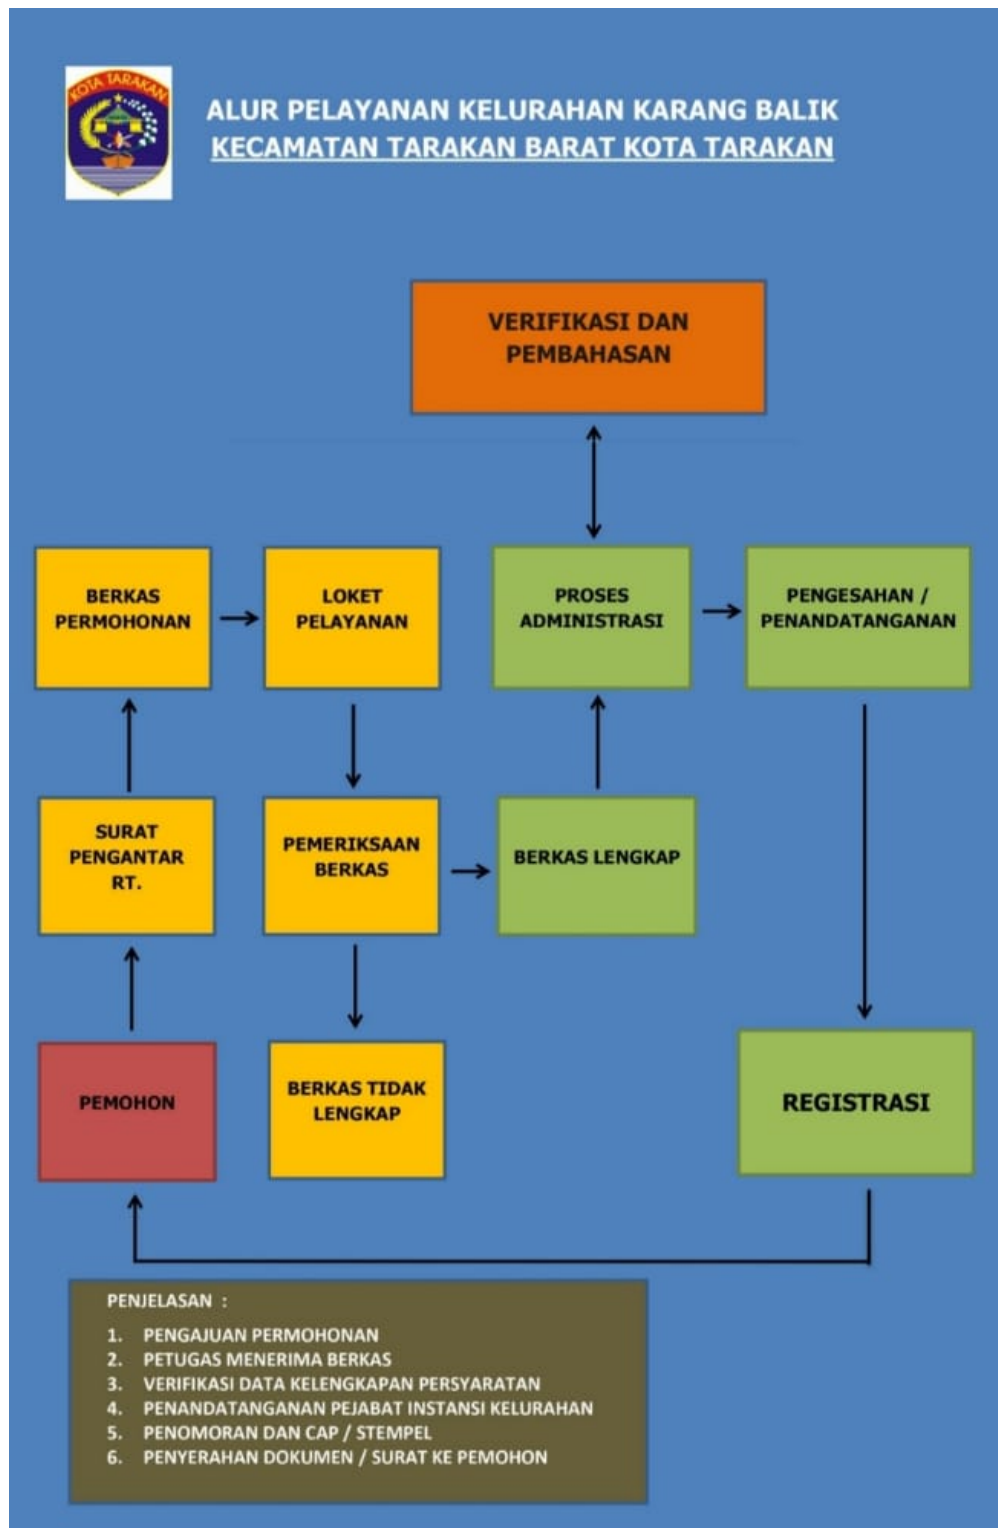 KOTA TARAKAN
ALUR PELAYANAN KELURAHAN KARANG BALIK
KECAMATAN TARAKAN BARAT KOTA TARAKAN
VERIFIKASI DAN
PEMBAHASAN
BERKAS
PERMOHONAN
LOKET
PELAYANAN
PROSES
ADMINISTRASI
PENGESAHAN /
PENANDATANGANAN
SURAT
PENGANTAR
RT.
PEMERIKSAAN
BERKAS
BERKAS LENGKAP
PEMOHON
BERKAS TIDAK
LENGKAP
REGISTRASI
PENJELASAN :
1. PENGAJUAN PERMOHONAN
2. PETUGAS MENERIMA BERKAS
3. VERIFIKASI DATA KELENGKAPAN PERSYARATAN
4. PENANDATANGANAN PEJABAT INSTANSI KELURAHAN
5. PENOMORAN DAN CAP / STEMPEL
6. PENYERAHAN DOKUMEN / SURAT KE PEMOHON